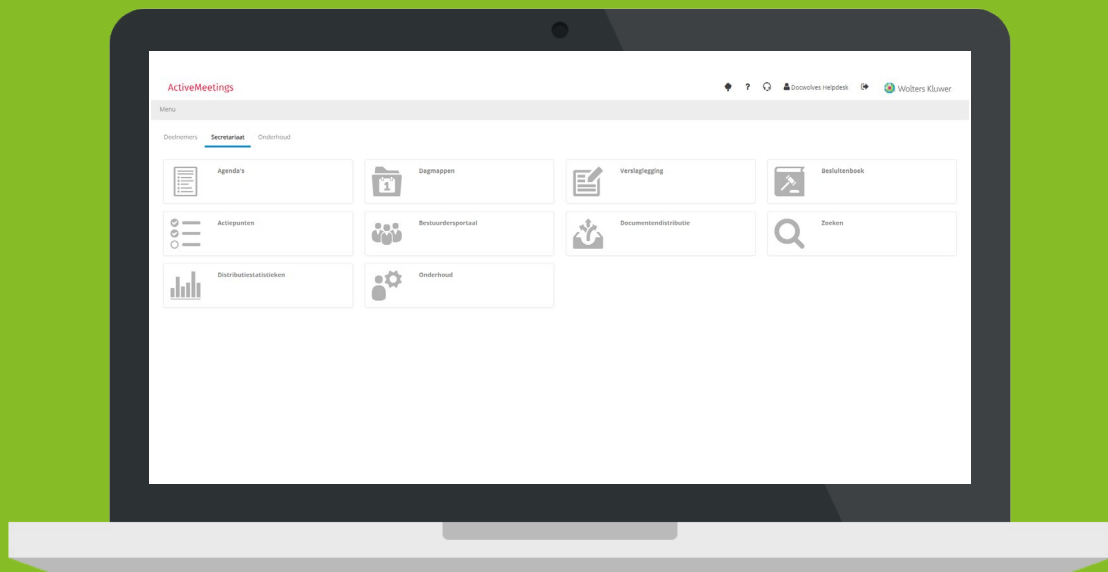 ActiveMeetings
? Docwolves Helpdesk Wolters Kluwer
Menu
Deelnemers Secretariaat Onderhoud
Agenda's Dagmappen Verslaglegging Besluitenboek
1
Actiepunten Bestuurdersportaal Documentendistributie Zoeken
Distributiestatistieken Onderhoud